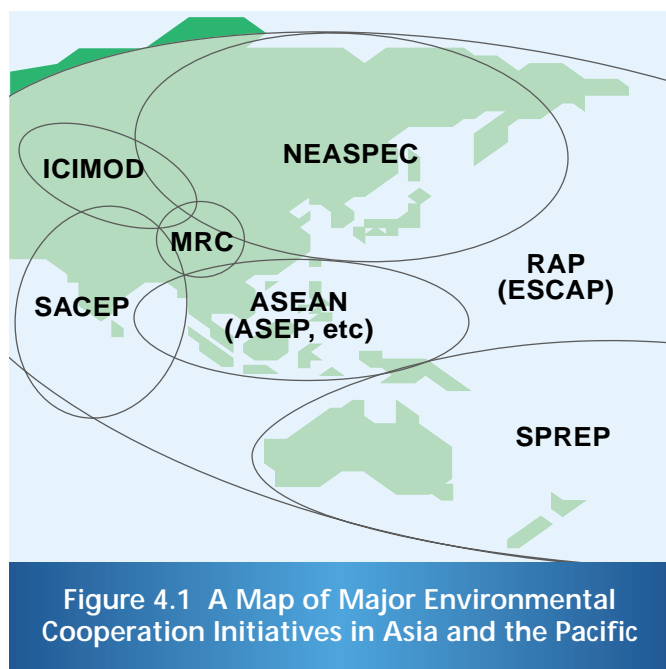 NEASPEC
ICIMOD
MRC
RAP
(ESCAP)
SACEP
ASEAN
(ASEP, etc)
SPREP
Figure 4.1 A Map of Major Environmental
Cooperation Initiatives in Asia and the Pacific